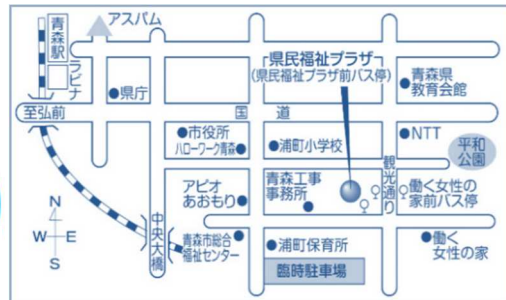 アスパム
青森駅
ラビナ
県庁
至弘前
国道
県民福祉プラザ
(県民福祉プラザ前バス停)
青森県
教育会館
市役所
ハローワーク青森
浦町小学校
NTT
平和
公園
観光通り
アピオ
あおもり
青森工事
事務所
働く女性の
家前バス停
N
W E
S
中央大橋
青森市総合
福祉センター
浦町保育所
臨時駐車場
働く
女性の家